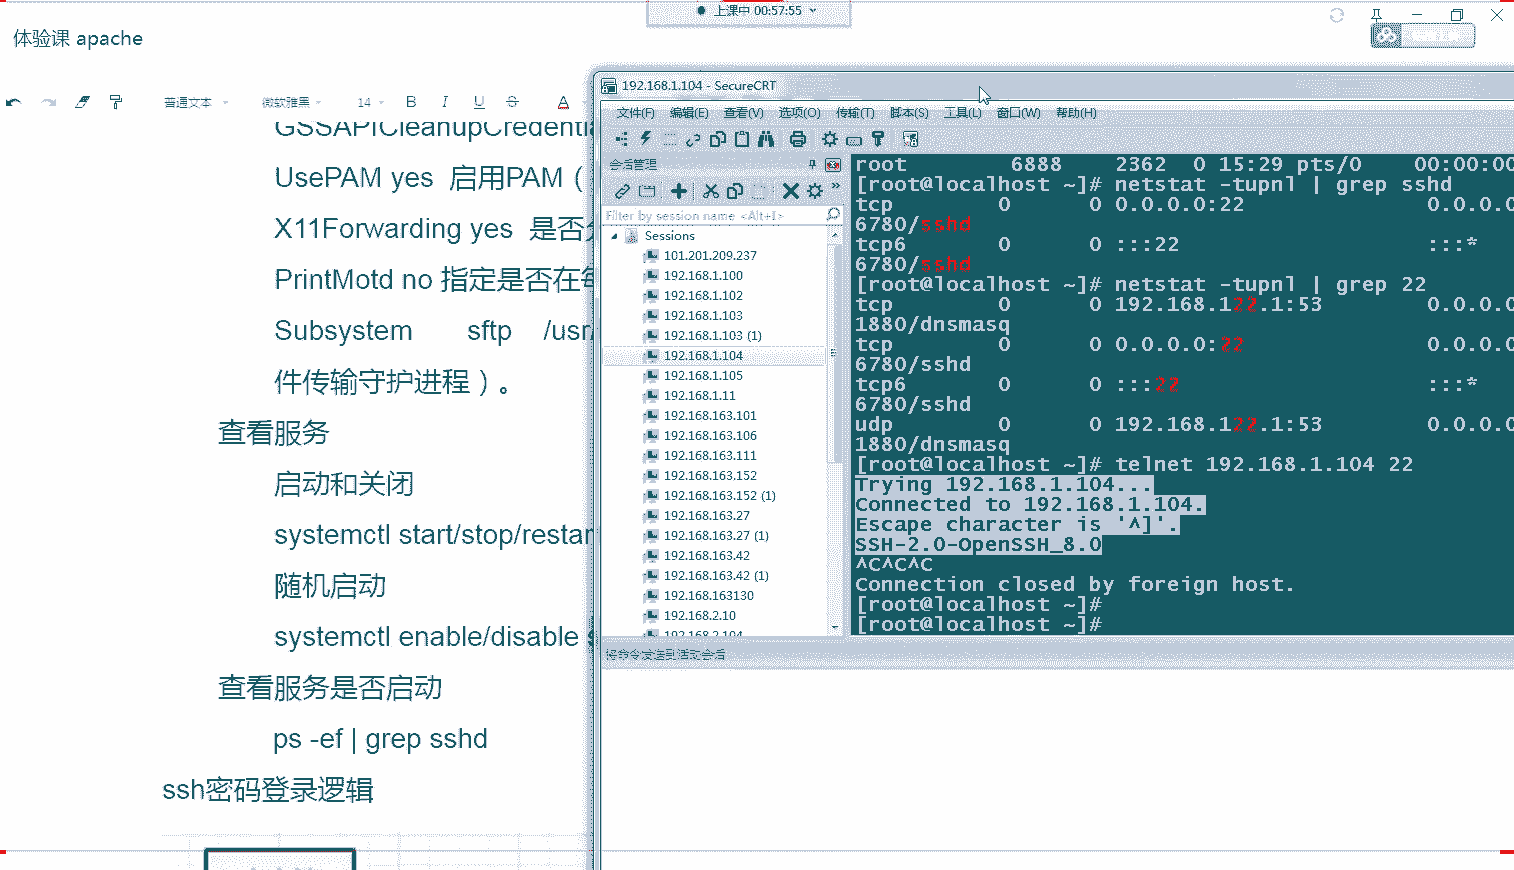 上课中 00:57:55
体验课 apache
普通文本 微软雅黑 14 B I U S A
GSSAPICleanupCredentia
UsePAM yes 启用PAM（
X11Forwarding yes 是否
PrintMotd no 指定是否在每
Subsystem sftp /usr/
件传输守护进程）。
查看服务
启动和关闭
systemctl start/stop/restar
随机启动
systemctl enable/disable
查看服务是否启动
ps -ef | grep sshd
ssh密码登录逻辑
192.168.1.104 - SecureCRT
文件(F) 编辑(E) 查看(V) 选项(O) 传输(T) 脚本(S) 工具(L) 窗口(W) 帮助(H)
会话管理
Filter by session name <Alt+I>
Sessions
101.201.209.237
192.168.1.100
192.168.1.102
192.168.1.103
192.168.1.103 (1)
192.168.1.104
192.168.1.105
192.168.1.11
192.168.163.101
192.168.163.106
192.168.163.111
192.168.163.152
192.168.163.152 (1)
192.168.163.27
192.168.163.27 (1)
192.168.163.42
192.168.163.42 (1)
192.168.163130
192.168.2.10
192.168.2.104
root 6888 2362 0 15:29 pts/0 00:00:00
[root@localhost ~]# netstat -tupnl | grep sshd
tcp 0 0 0.0.0.0:22 0.0.0.0
6780/sshd
tcp6 0 0 :::22 :::*
6780/sshd
[root@localhost ~]# netstat -tupnl | grep 22
tcp 0 0 192.168.122.1:53 0.0.0.0
1880/dnsmasq
tcp 0 0 0.0.0.0:22 0.0.0.0
6780/sshd
tcp6 0 0 :::22 :::*
6780/sshd
udp 0 0 192.168.122.1:53 0.0.0.0
1880/dnsmasq
[root@localhost ~]# telnet 192.168.1.104 22
Trying 192.168.1.104...
Connected to 192.168.1.104.
Escape character is '^]'.
SSH-2.0-OpenSSH_8.0
^C^C^C
Connection closed by foreign host.
[root@localhost ~]#
[root@localhost ~]#
将命令发送到活动会话